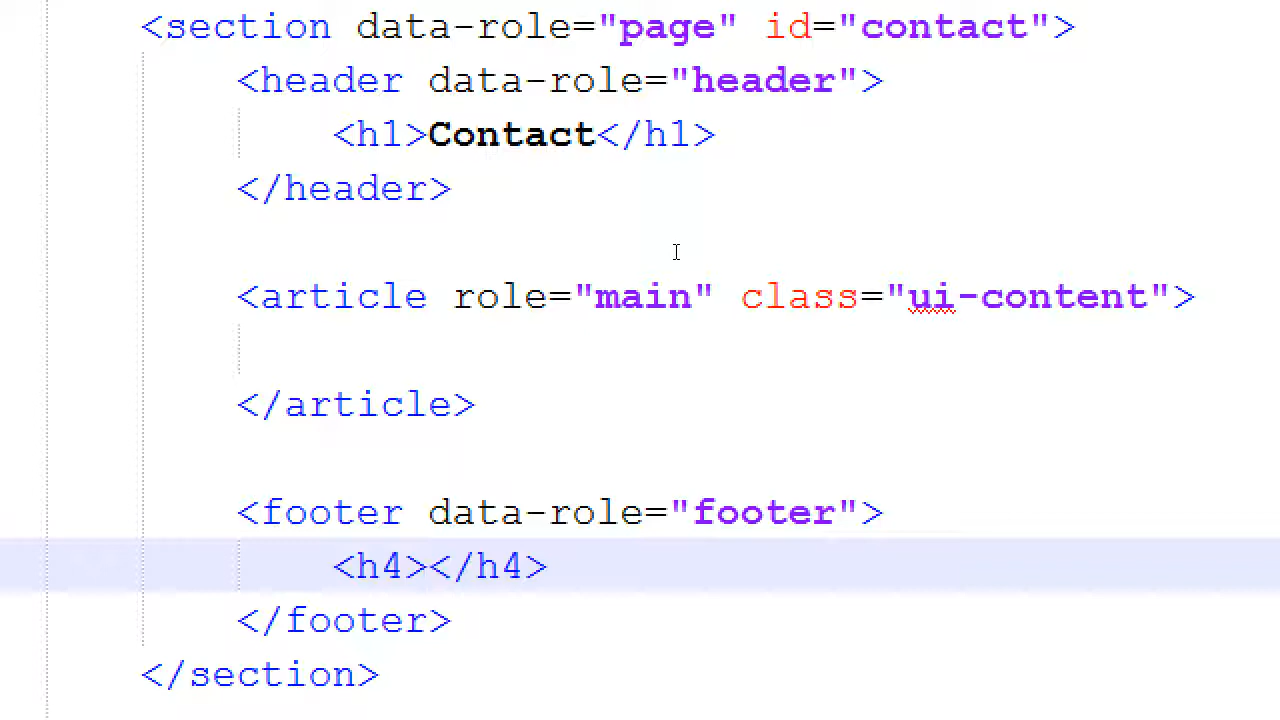 <section data-role="page" id="contact">
<header data-role="header">
<h1>Contact</h1>
</header>
<article role="main" class="ui-content">
</article>
<footer data-role="footer">
<h4></h4>
</footer>
</section>